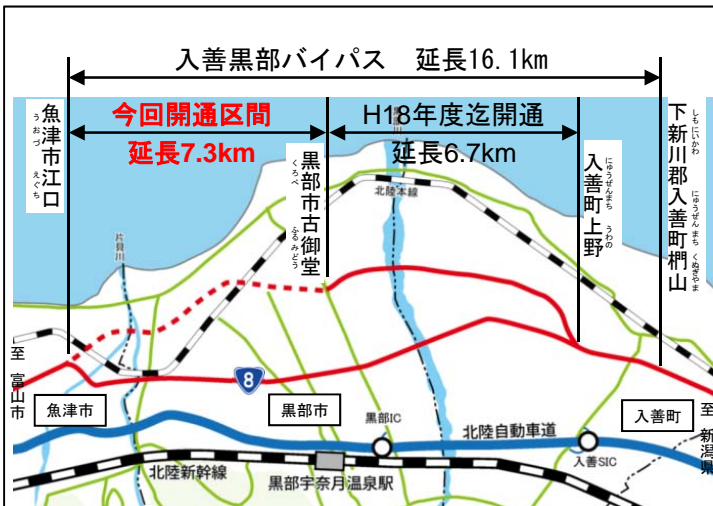 入善黒部バイパス 延長16.1km
今回開通区間
延長7.3km
H18年度迄開通
延長6.7km
魚津市江口
うおづ えぐち
黒部市古御堂
くろべ ふるみどう
入善町上野
にゅうぜんまち うわの
下新川郡入善町椚山
しもにいかわ にゅうぜんまち くぬぎやま
北陸本線
片貝川
至 富山市
8
魚津市
黒部市
入善町
至 新潟県
黒部IC
北陸自動車道
入善SIC
北陸新幹線
黒部宇奈月温泉駅